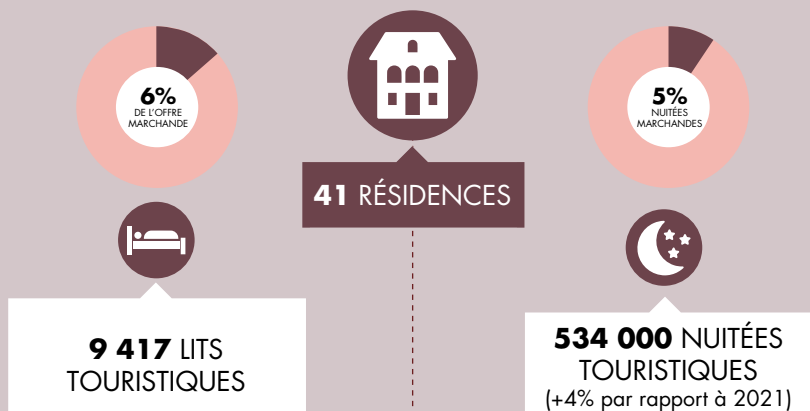 6%
DE L'OFFRE
MARCHANDE
9 417 LITS
TOURISTIQUES
41 RÉSIDENCES
5%
NUITÉES
MARCHANDES
534 000 NUITÉES
TOURISTIQUES
(+4% par rapport à 2021)